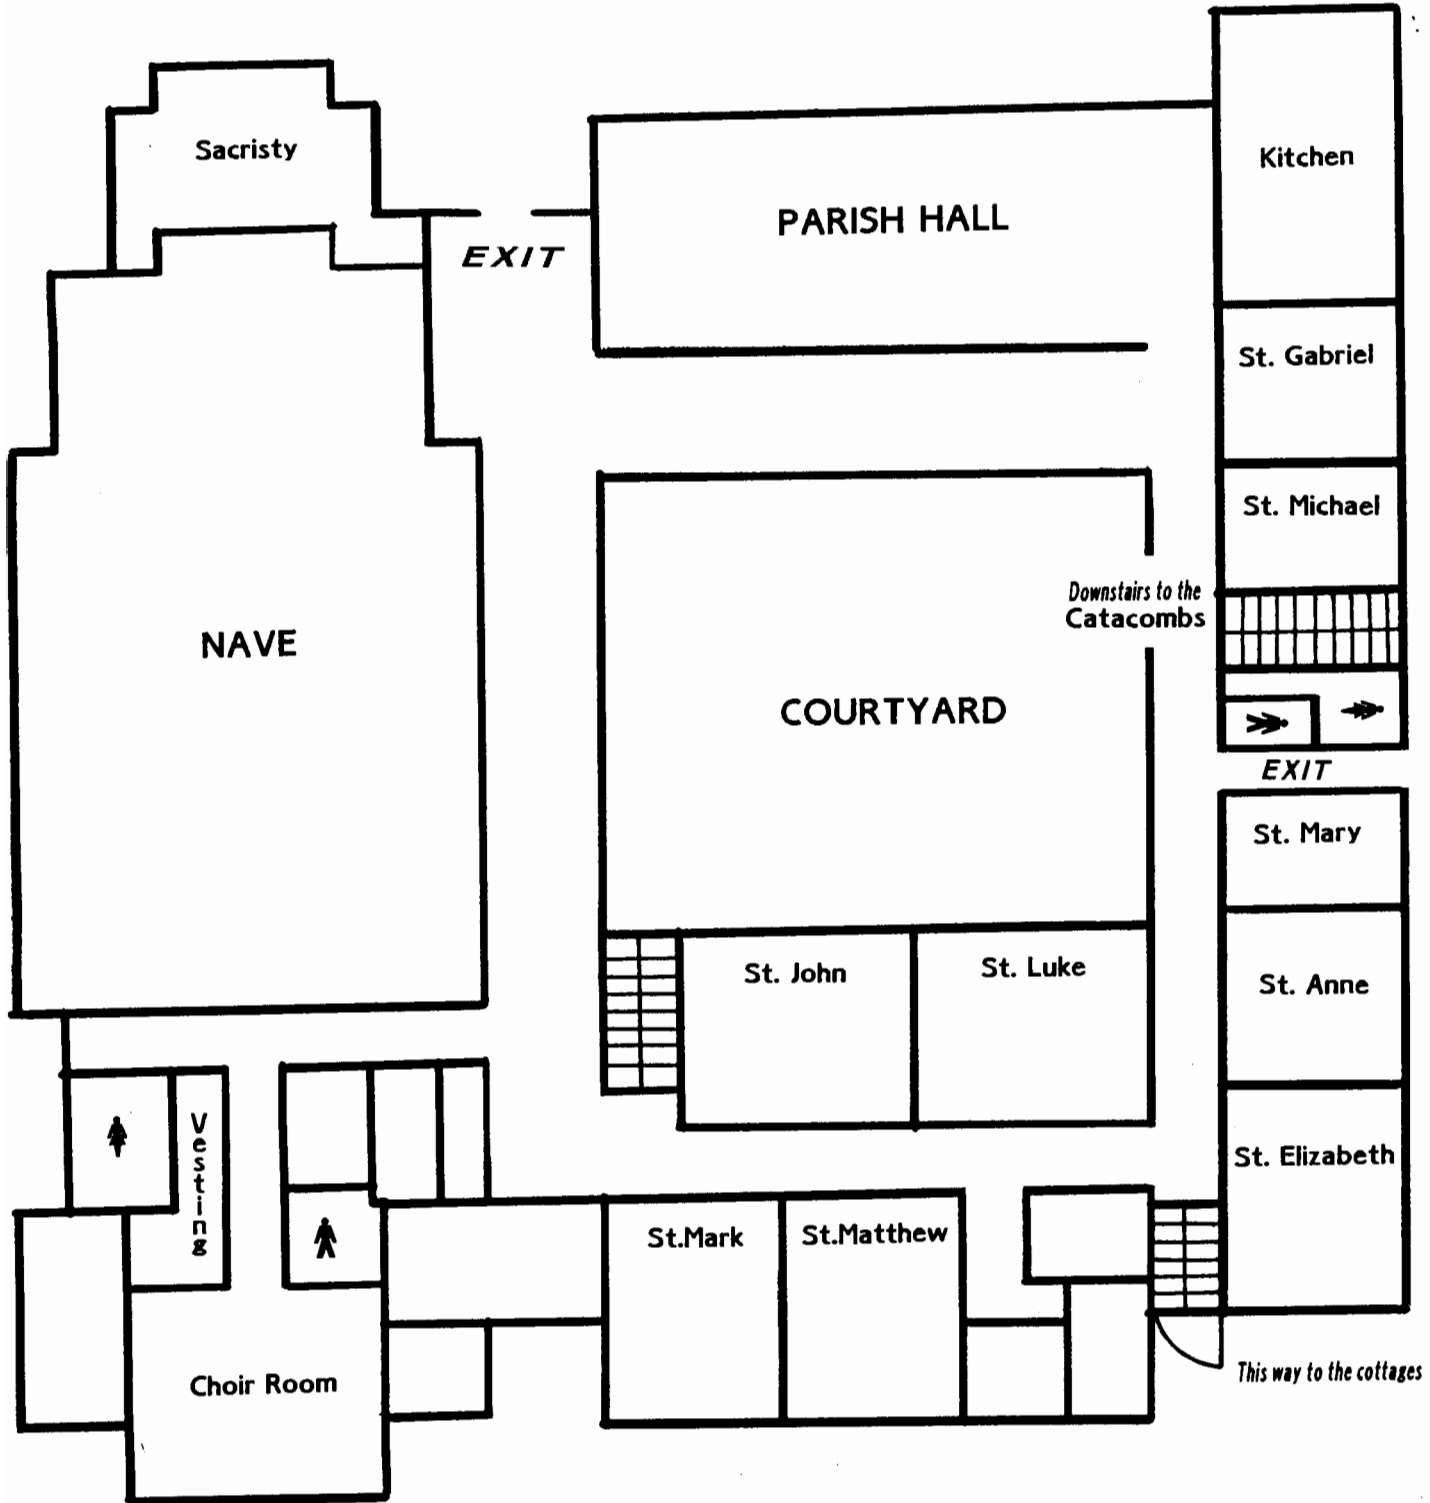 Sacristy
Kitchen
PARISH HALL
EXIT
St. Gabriel
St. Michael
Downstairs to the
Catacombs
NAVE
COURTYARD
EXIT
St. Mary
St. John
St. Luke
St. Anne
Vesting
St. Elizabeth
St.Mark
St.Matthew
Choir Room
This way to the cottages